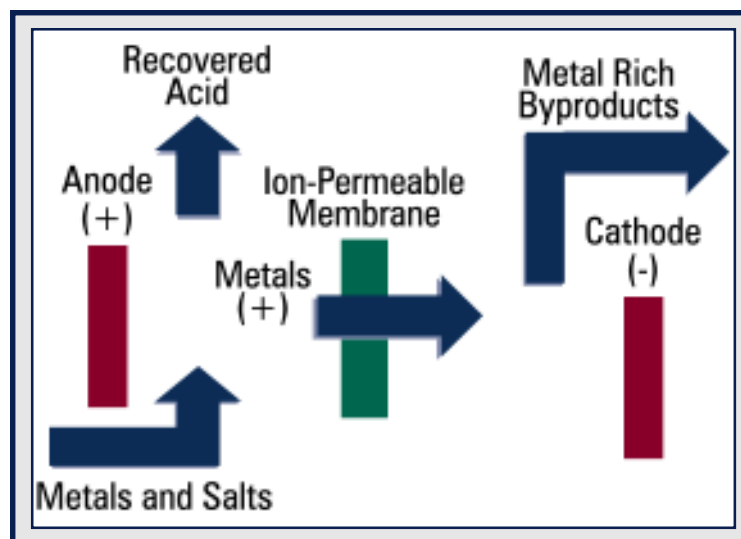 Recovered
Acid
Metal Rich
Byproducts
Anode
(+)
Ion-Permeable
Membrane
Cathode
(-)
Metals
(+)
Metals and Salts